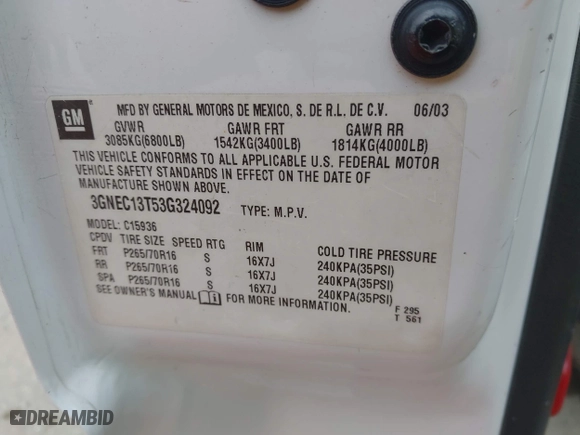 GM
MFD BY GENERAL MOTORS DE MEXICO, S. DE R.L. DE C.V. 06/03
GVWR GAWR FRT GAWR RR
3085KG(6800LB) 1542KG(3400LB) 1814KG(4000LB)
THIS VEHICLE CONFORMS TO ALL APPLICABLE U.S. FEDERAL MOTOR
VEHICLE SAFETY STANDARDS IN EFFECT ON THE DATE OF
MANUFACTURE SHOWN ABOVE.
3GNEC13T53G324092 TYPE: M.P.V.
MODEL: C15936
CPDV TIRE SIZE SPEED RTG RIM COLD TIRE PRESSURE
FRT P265/70R16 S 16X7J 240KPA(35PSI)
RR P265/70R16 S 16X7J 240KPA(35PSI)
SPA P265/70R16 S 16X7J 240KPA(35PSI)
SEE OWNER'S MANUAL FOR MORE INFORMATION. F 295
T 561
DREAMBID